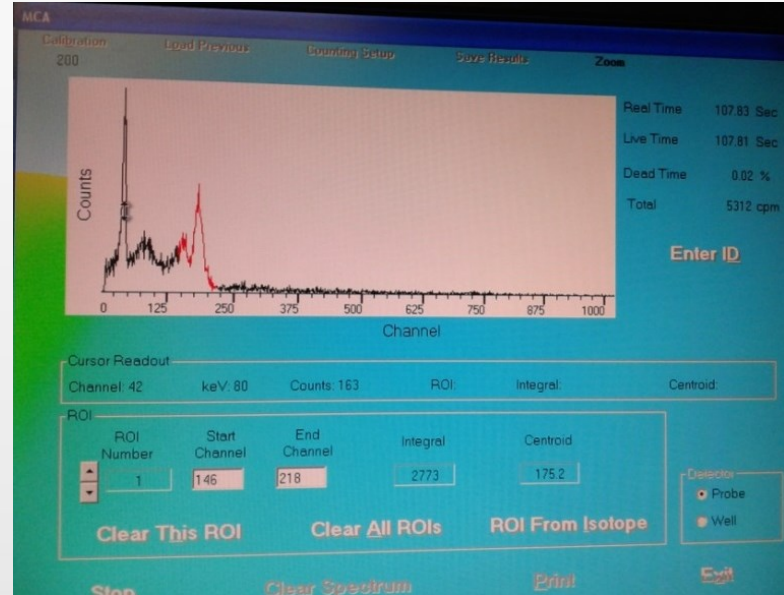 MCA
Calibration Load Previous Counting Setup Save Results Zoom
200
Counts
0 125 250 375 500 625 750 875 1000
Channel
Real Time 107.83 Sec
Live Time 107.81 Sec
Dead Time 0.02 %
Total 5312 cpm
Enter ID
Cursor Readout
Channel: 42 keV: 80 Counts: 163 ROI: Integral: Centroid:
ROI
ROI Number Start Channel End Channel Integral Centroid
1 146 218 2773 175.2
Clear This ROI Clear All ROIs ROI From Isotope
Detector
Probe
Well
Stop Clear Spectrum Print Exit